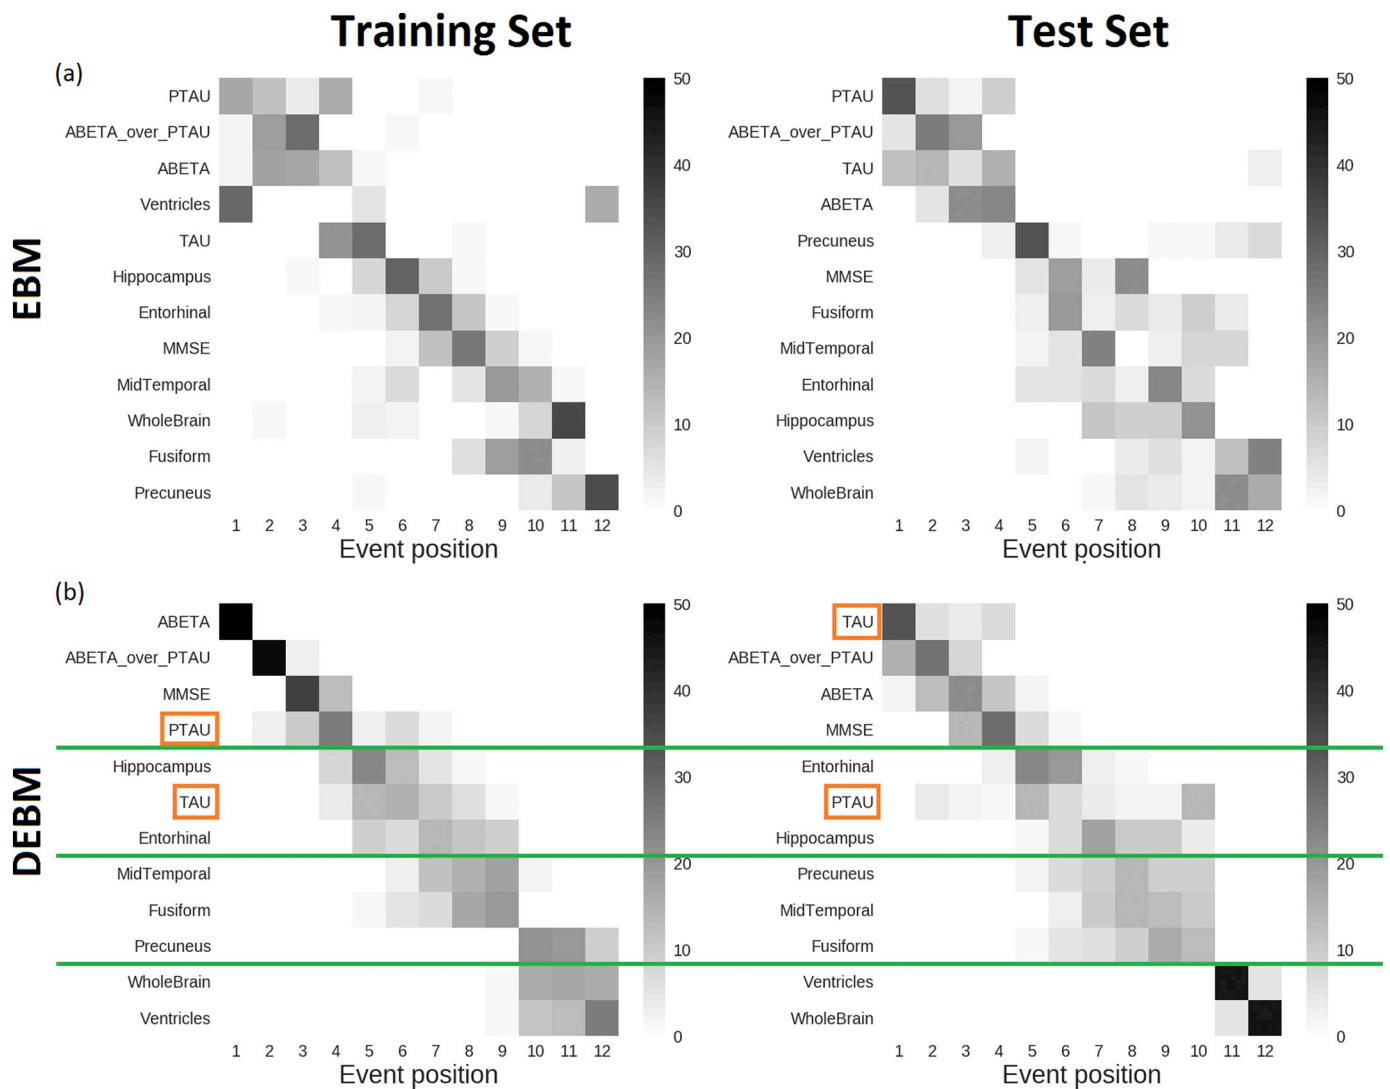 Training Set
Test Set
(a)
EBM
PTAU
ABETA_over_PTAU
ABETA
Ventricles
TAU
Hippocampus
Entorhinal
MMSE
MidTemporal
WholeBrain
Fusiform
Precuneus
1 2 3 4 5 6 7 8 9 10 11 12
Event position
50
40
30
20
10
0
PTAU
ABETA_over_PTAU
TAU
ABETA
Precuneus
MMSE
Fusiform
MidTemporal
Entorhinal
Hippocampus
Ventricles
WholeBrain
1 2 3 4 5 6 7 8 9 10 11 12
Event position
50
40
30
20
10
0
(b)
DEBM
ABETA
ABETA_over_PTAU
MMSE
PTAU
Hippocampus
TAU
Entorhinal
MidTemporal
Fusiform
Precuneus
WholeBrain
Ventricles
1 2 3 4 5 6 7 8 9 10 11 12
Event position
50
40
30
20
10
0
TAU
ABETA_over_PTAU
ABETA
MMSE
Entorhinal
PTAU
Hippocampus
Precuneus
MidTemporal
Fusiform
Ventricles
WholeBrain
1 2 3 4 5 6 7 8 9 10 11 12
Event position
50
40
30
20
10
0